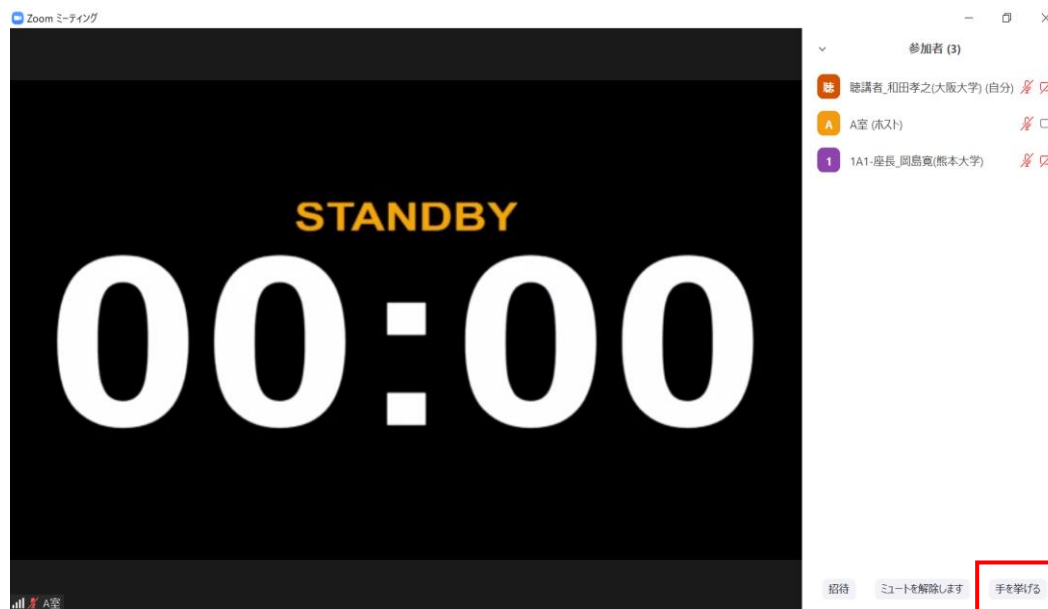 Zoom ミーティング
STANDBY
00:00
A室
参加者 (3)
聴 聴講者_和田孝之(大阪大学) (自分)
A A室 (ホスト)
1 1A1-座長_岡島寛(熊本大学)
招待 ミュートを解除します 手を挙げる